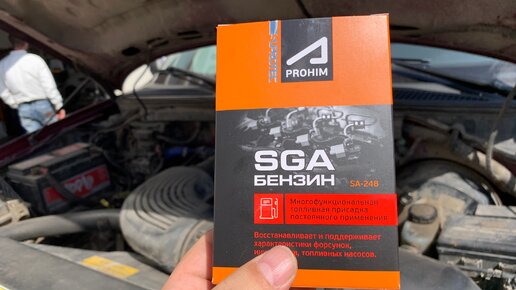 PROHIM
SGA
БЕНЗИН SA-248
Многофункциональная
топливная присадка
постоянного применения
Восстанавливает и поддерживает
характеристики форсунок,
топливных насосов.